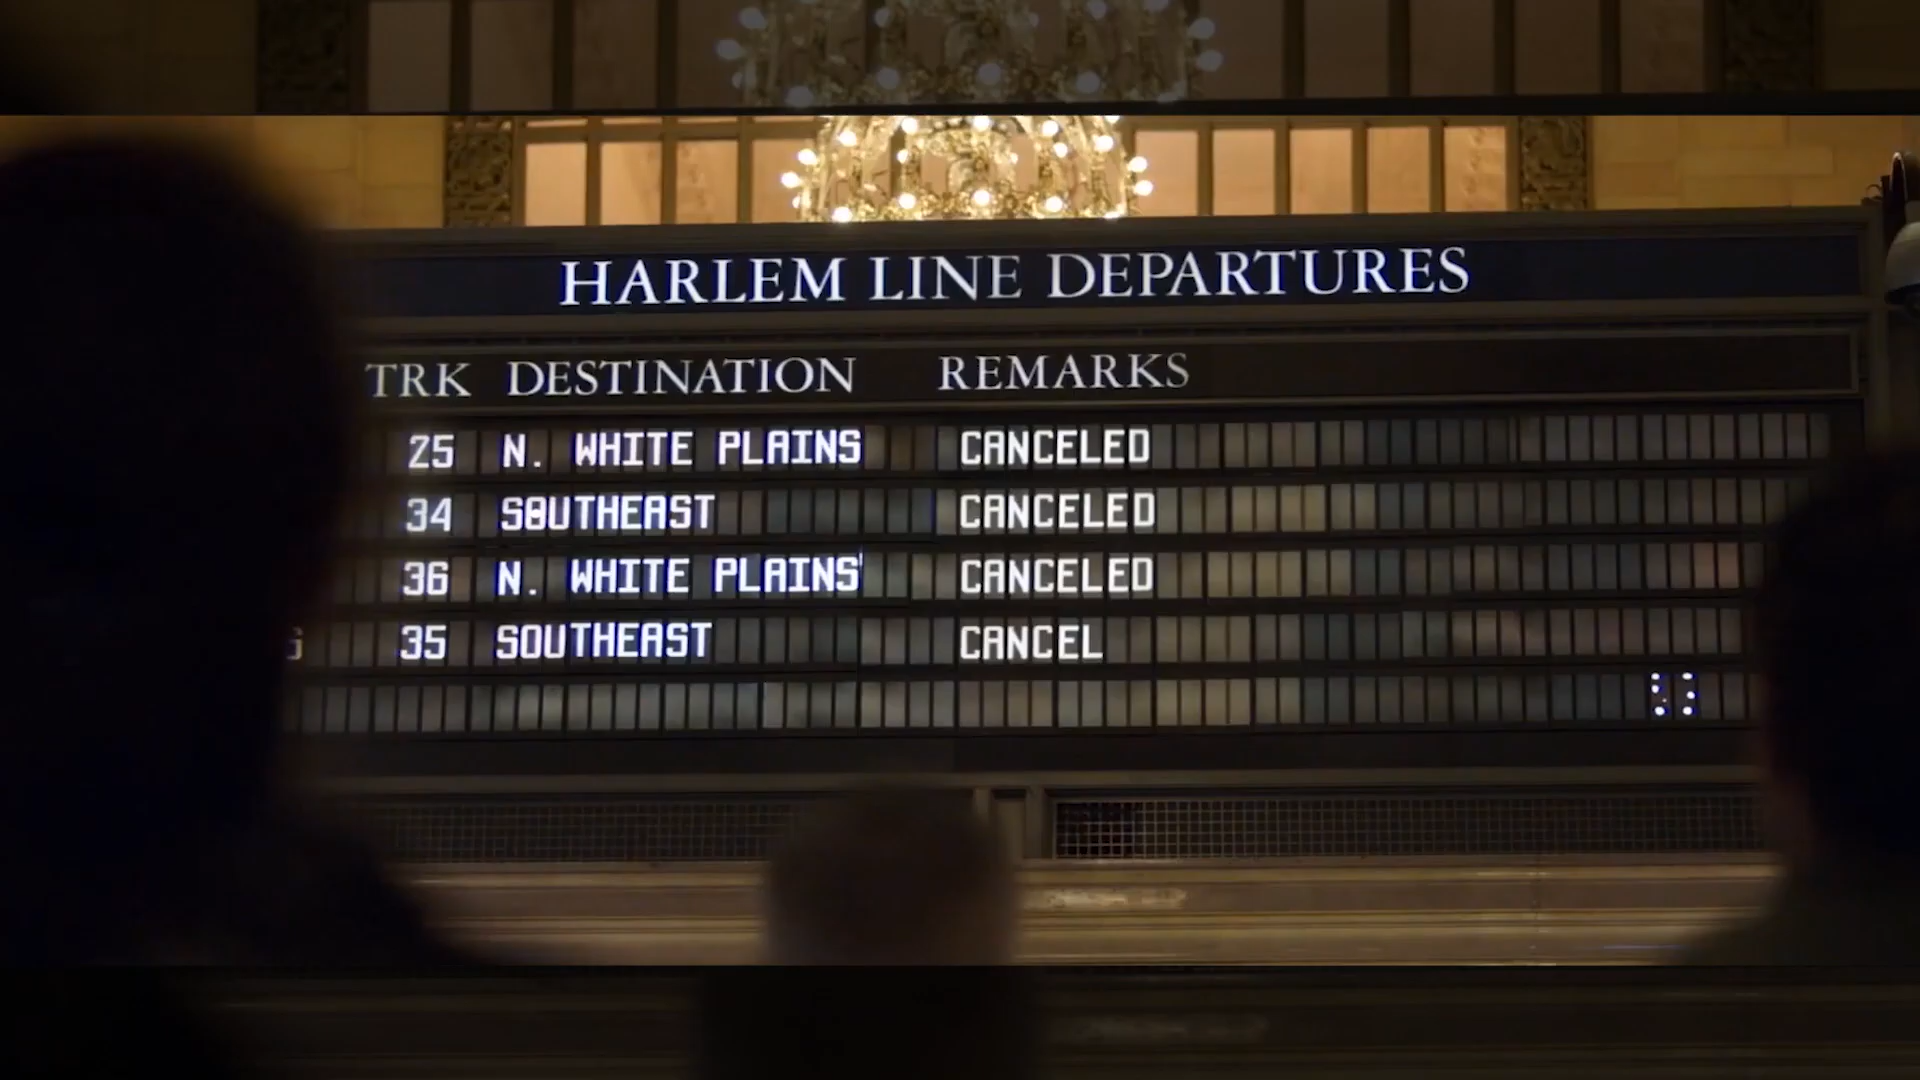 HARLEM LINE DEPARTURES
TRK DESTINATION REMARKS
25 N. WHITE PLAINS CANCELED
34 SOUTHEAST CANCELED
36 N. WHITE PLAINS CANCELED
35 SOUTHEAST CANCEL